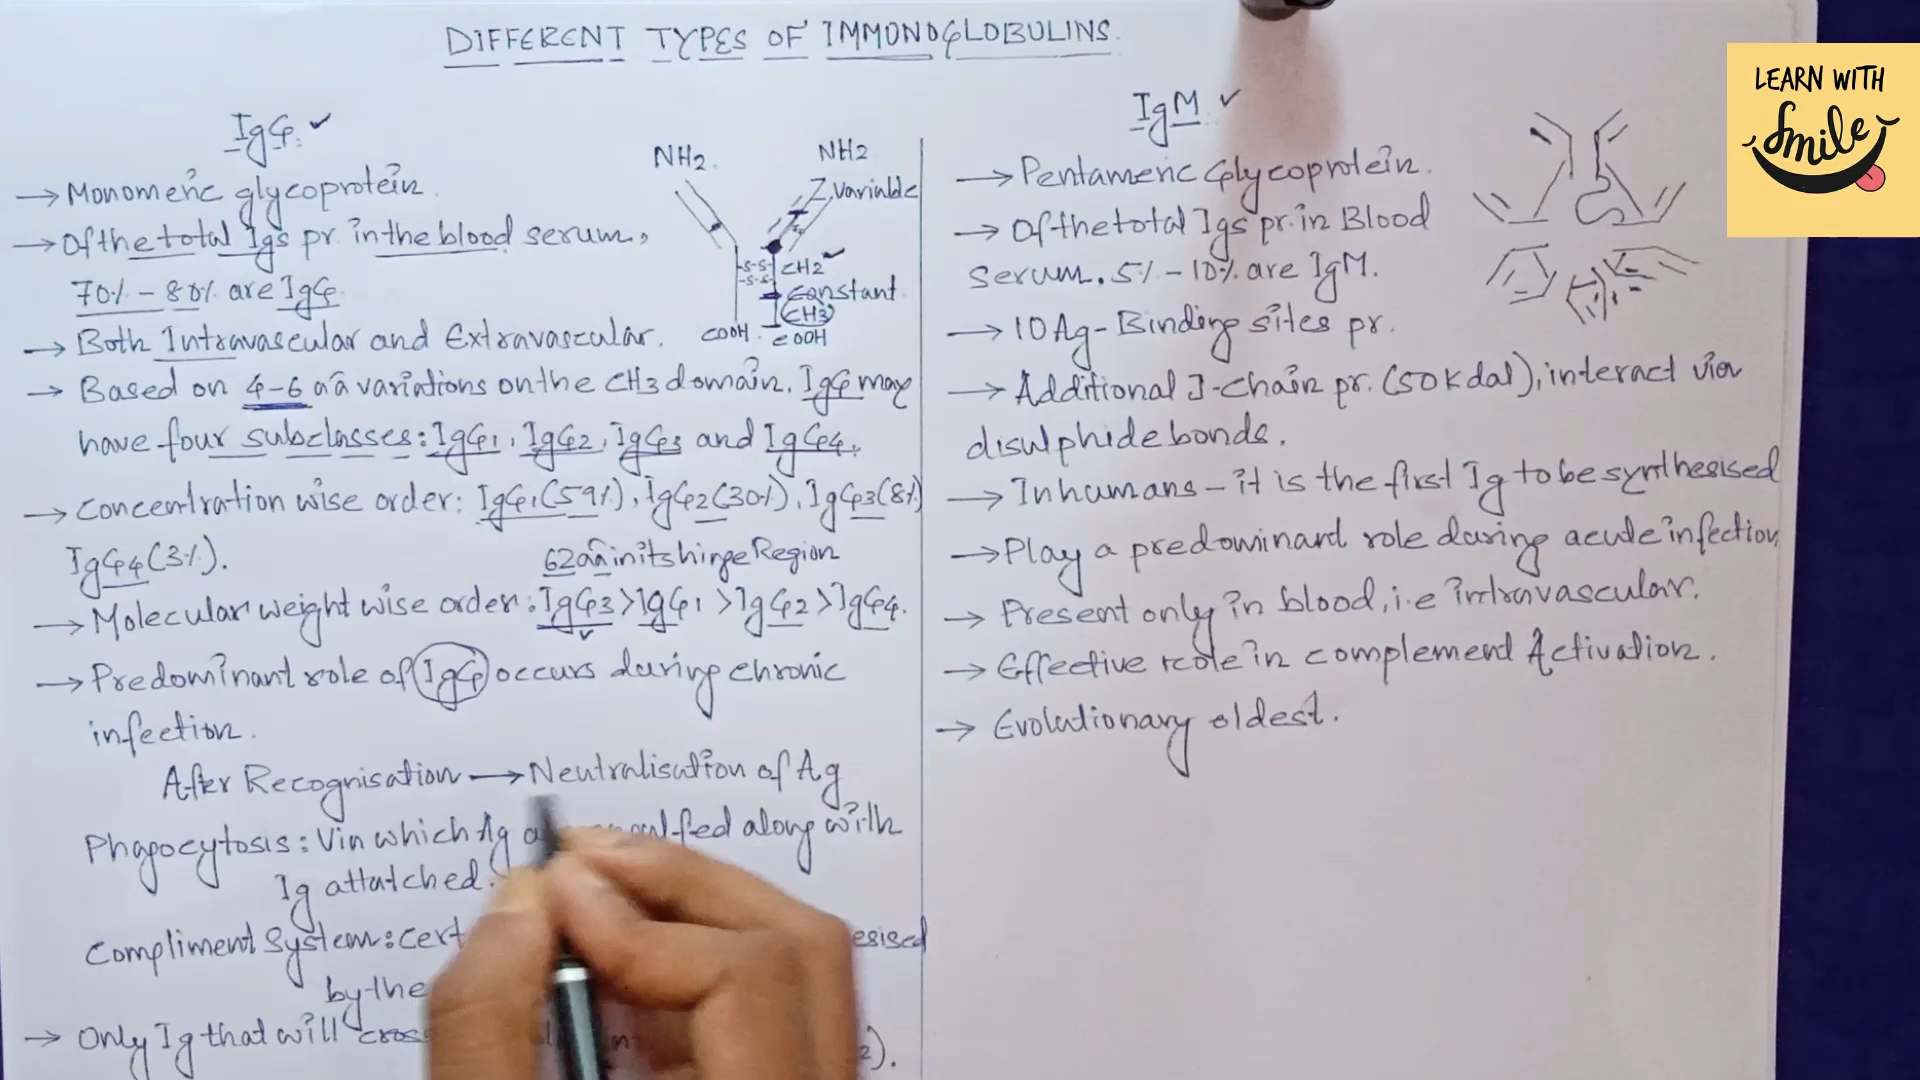 DIFFERENT TYPES OF IMMONOGLOBULINS.
IgG.
→ Monomeric glycoprotein.
→ Of the total Igs pr. in the blood serum,
70% - 80% are IgG.
→ Both Intravascular and Extravascular.
→ Based on 4-6 aa variations on the CH3 domain. IgG may
have four subclasses: IgG1, IgG2, IgG3 and IgG4.
→ Concentration wise order: IgG1(59%), IgG2(30%), IgG3(8%)
IgG4(3%).
62 aa in its hinge Region
→ Molecular weight wise order: IgG3 > IgG1 > IgG2 > IgG4.
→ Predominant role of IgG occurs during chronic
infection.
After Recognisation → Neutralisation of Ag
Phagocytosis: Via which Ag along with
Ig attatched.
Compliment System:
by the
→ Only Ig that will
NH2. NH2
variable
-S-S- CH2
-S-S- constant
CH3
COOH COOH
IgM
→ Pentameric Glycoprotein.
→ Of the total Igs pr. in Blood
serum. 5% - 10% are IgM.
→ 10 Ag-Binding sites pr.
→ Additional J-chain pr. (50Kdal), interact via
disulphide bonds.
→ In humans - it is the first Ig to be synthesised
→ Play a predominant role during acute infection
→ Present only in blood, i.e intravascular.
→ Effective role in complement Activation.
→ Evolutionary oldest.
LEARN WITH
Smile